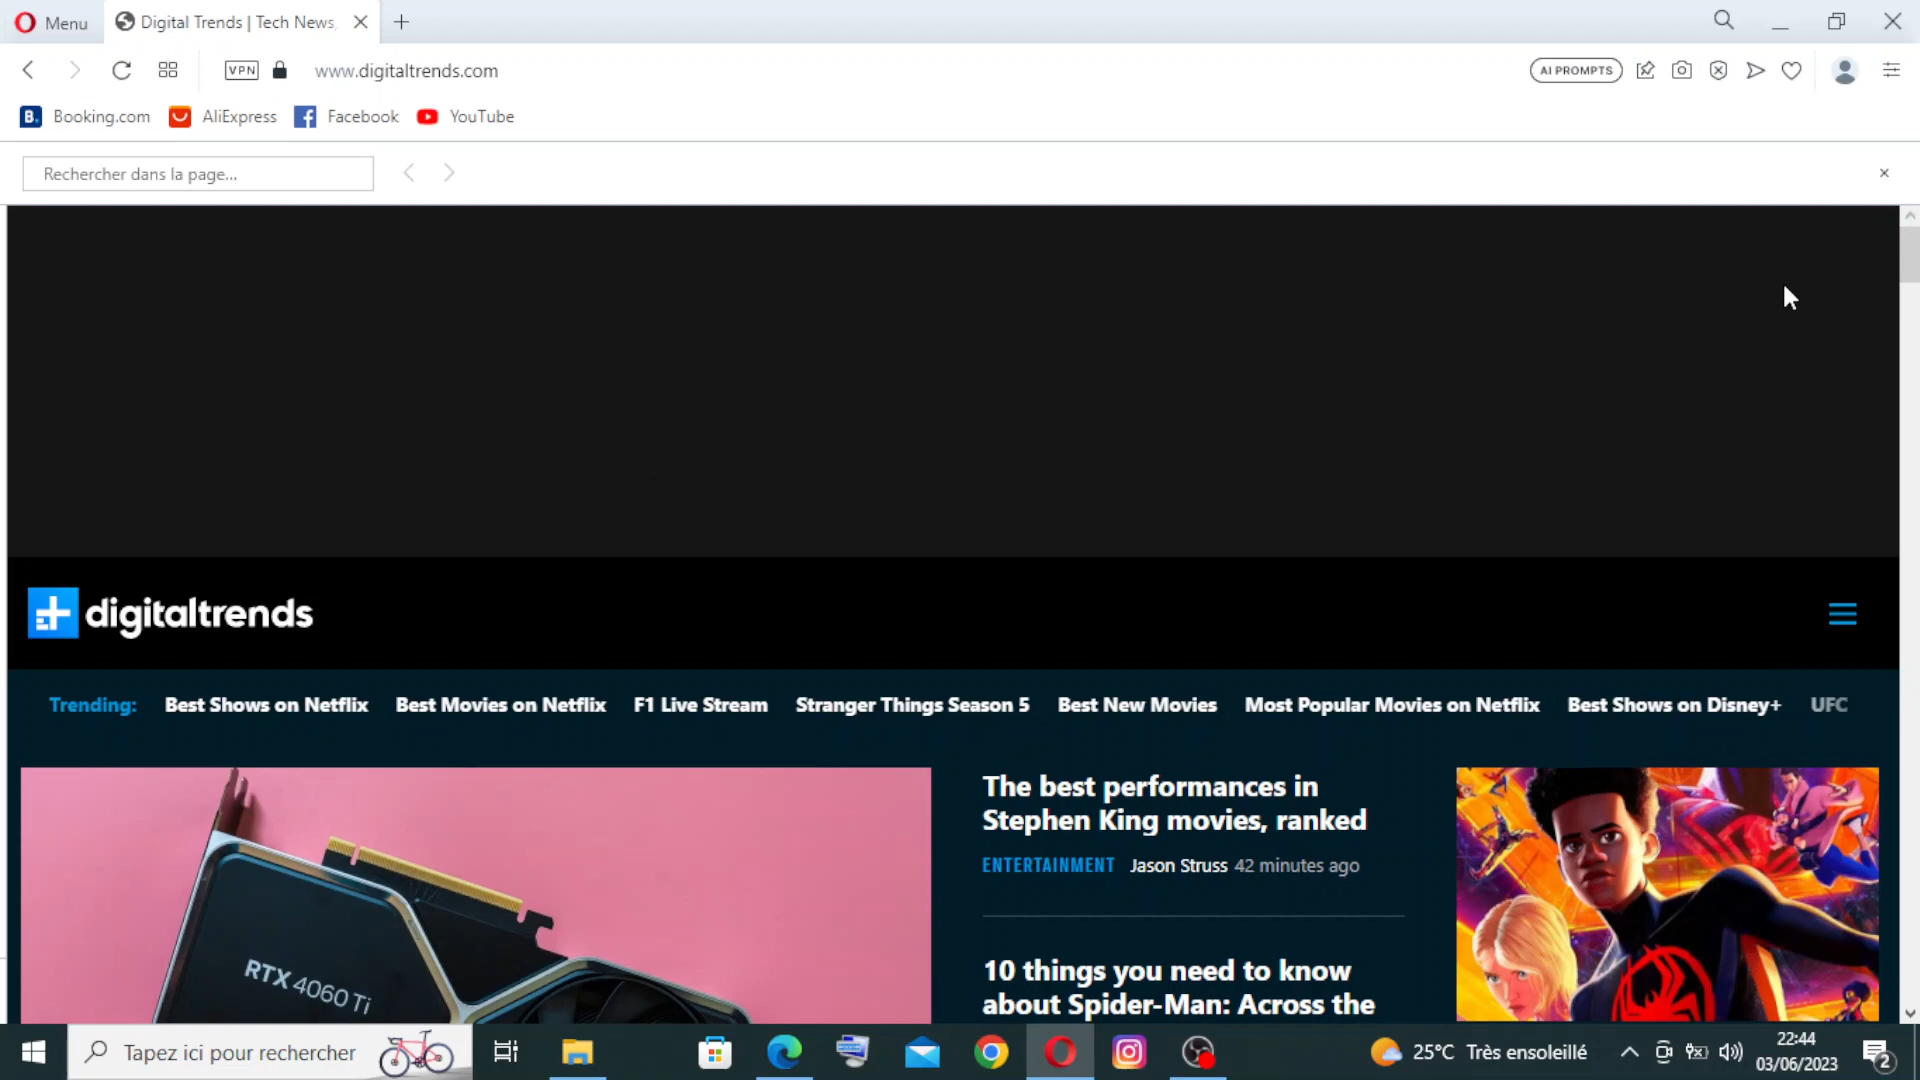 Menu
Digital Trends | Tech News,
VPN
www.digitaltrends.com
AI PROMPTS
B.
Booking.com
AliExpress
Facebook
YouTube
Rechercher dans la page...
digitaltrends
Trending:
Best Shows on Netflix
Best Movies on Netflix
F1 Live Stream
Stranger Things Season 5
Best New Movies
Most Popular Movies on Netflix
Best Shows on Disney+
UFC
RTX 4060 Ti
The best performances in
Stephen King movies, ranked
ENTERTAINMENT Jason Struss 42 minutes ago
10 things you need to know
about Spider-Man: Across the
Tapez ici pour rechercher
25°C Très ensoleillé
22:44
03/06/2023
2